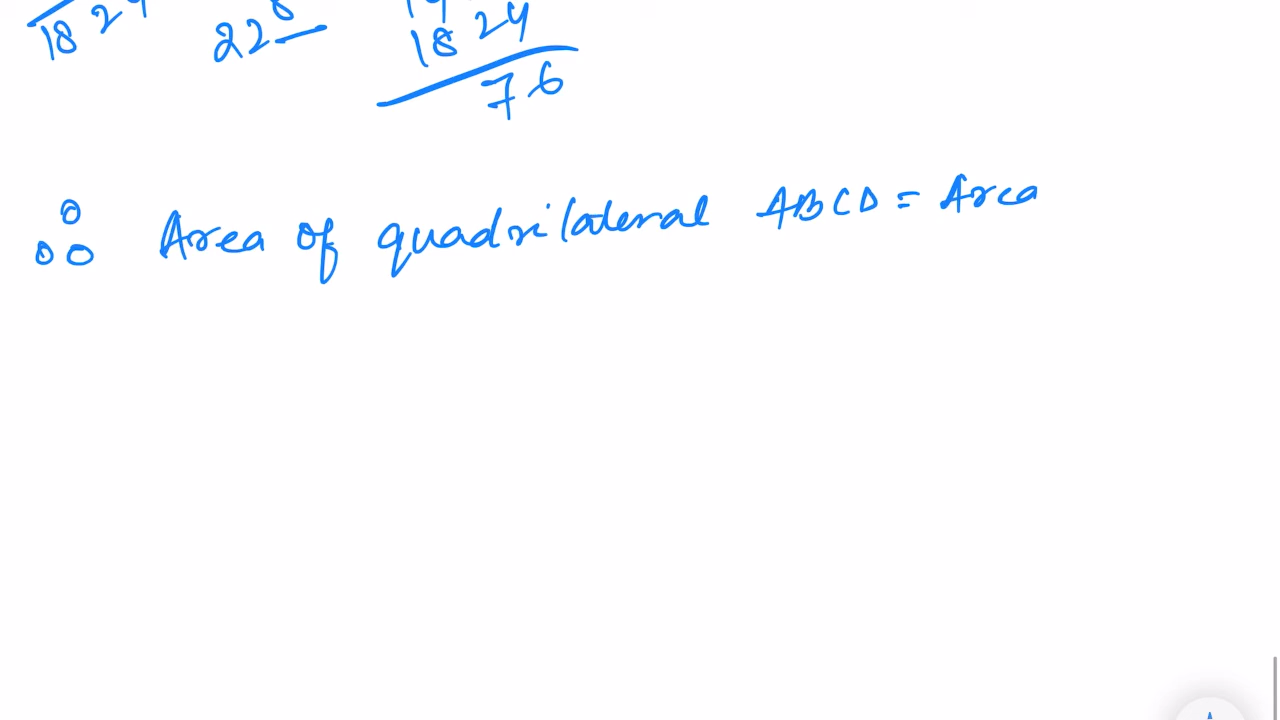 18 24 22 18 24
76
∴ Area of quadrilateral ABCD = Area